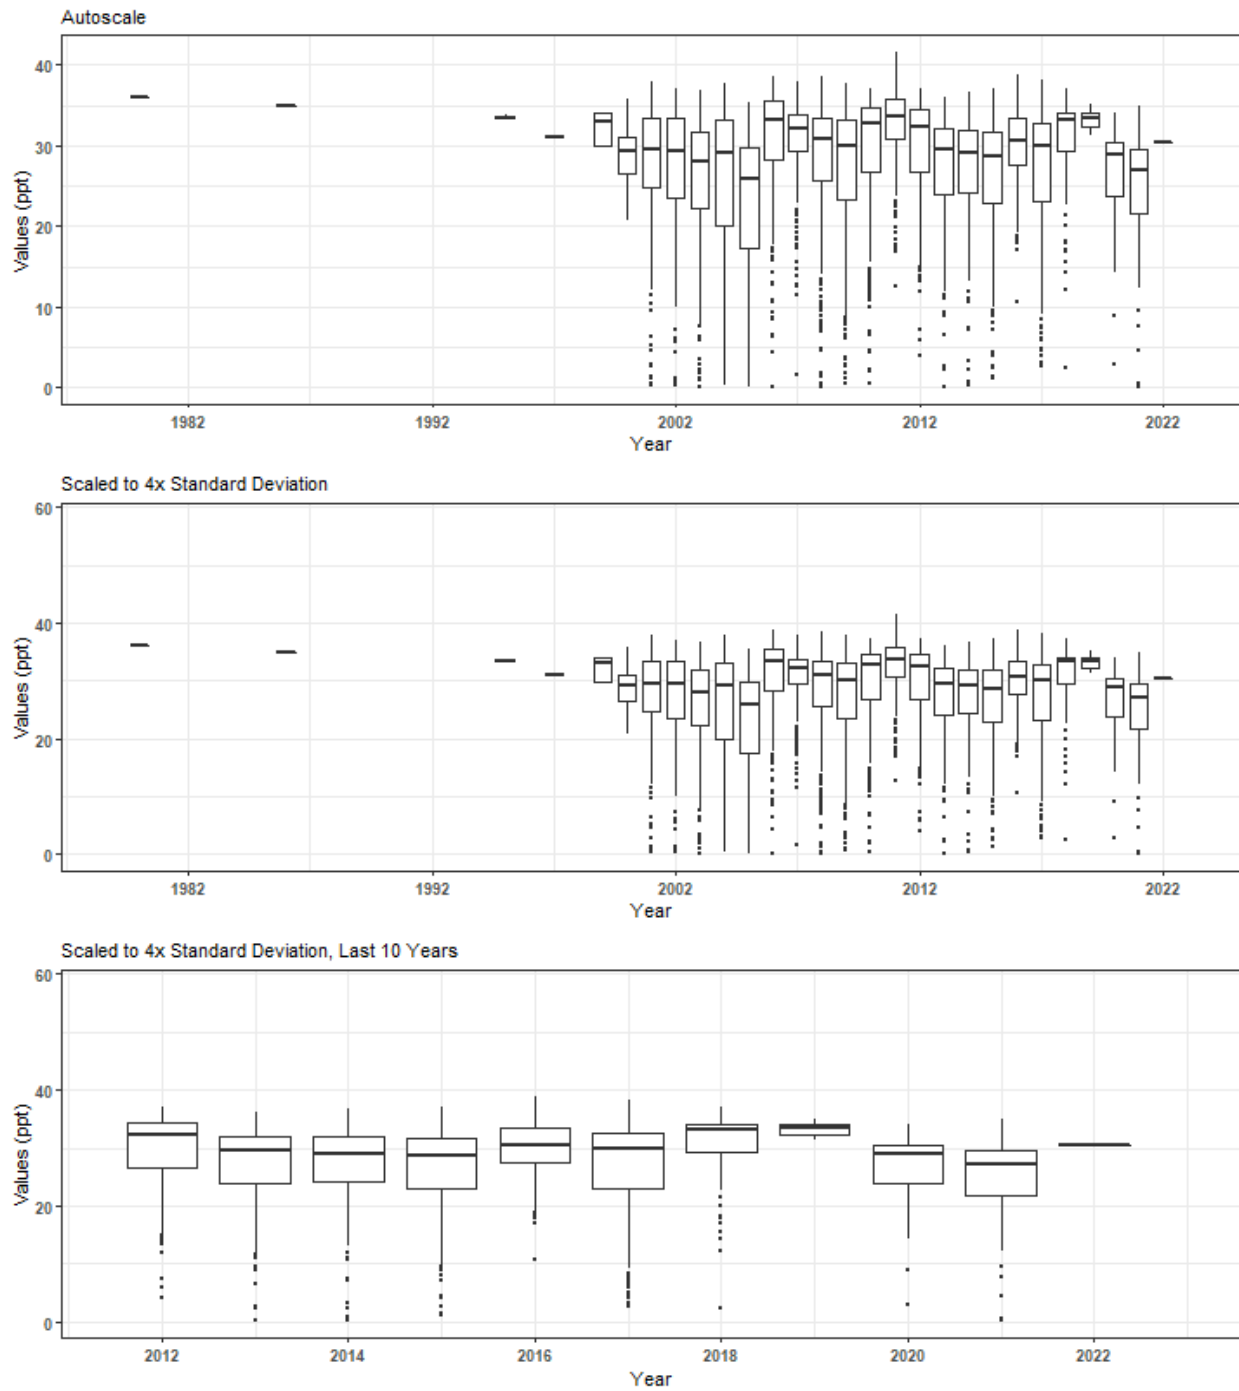 Autoscale
40
30
20
10
0
Values (ppt)
1982 1992 2002 2012 2022
Year
Scaled to 4x Standard Deviation
60
40
20
0
Values (ppt)
1982 1992 2002 2012 2022
Year
Scaled to 4x Standard Deviation, Last 10 Years
60
40
20
0
Values (ppt)
2012 2014 2016 2018 2020 2022
Year